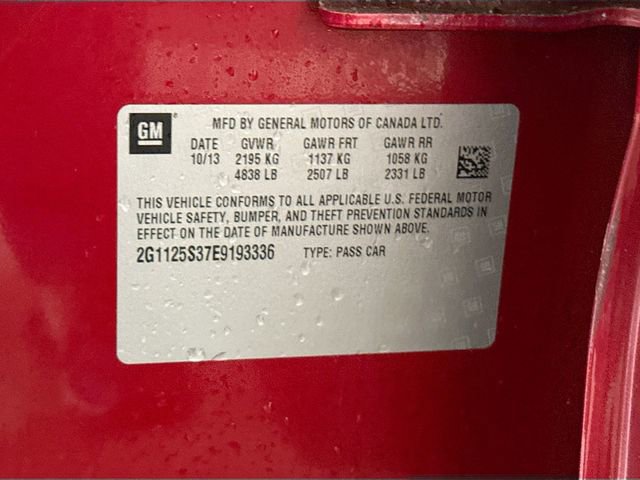 GM
MFD BY GENERAL MOTORS OF CANADA LTD.
DATE GVWR GAWR FRT GAWR RR
10/13 2195 KG 1137 KG 1058 KG
4838 LB 2507 LB 2331 LB
THIS VEHICLE CONFORMS TO ALL APPLICABLE U.S. FEDERAL MOTOR
VEHICLE SAFETY, BUMPER, AND THEFT PREVENTION STANDARDS IN
EFFECT ON THE DATE OF MANUFACTURE SHOWN ABOVE.
2G1125S37E9193336 TYPE: PASS CAR